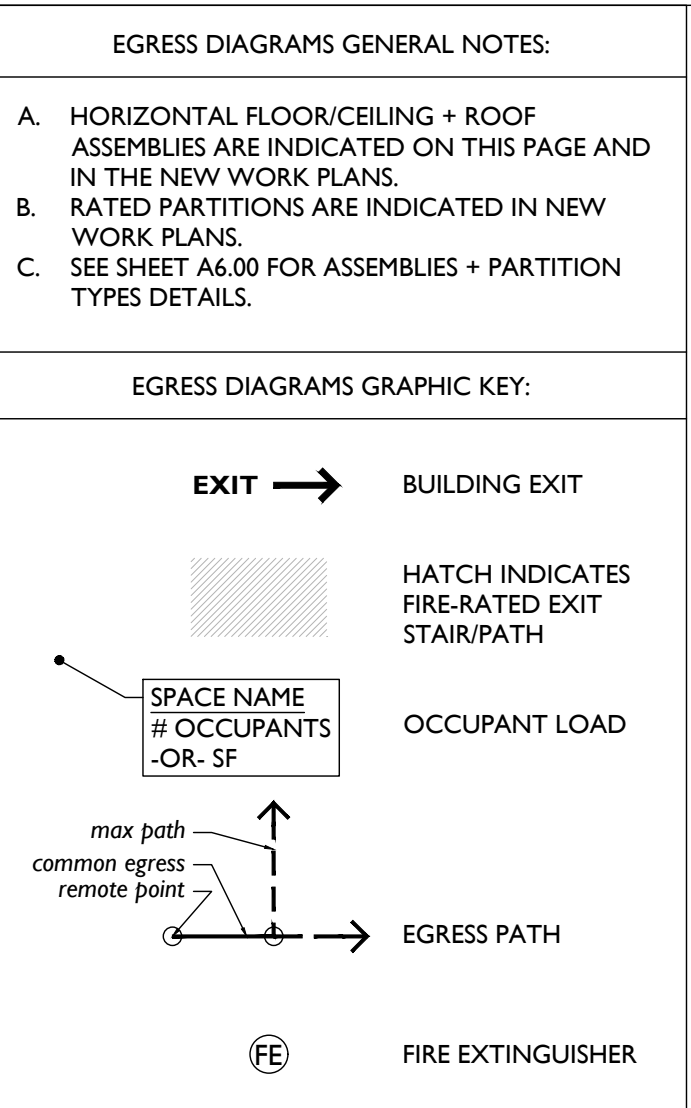 EGRESS DIAGRAMS GENERAL NOTES:
A. HORIZONTAL FLOOR/CEILING + ROOF
ASSEMBLIES ARE INDICATED ON THIS PAGE AND
IN THE NEW WORK PLANS.
B. RATED PARTITIONS ARE INDICATED IN NEW
WORK PLANS.
C. SEE SHEET A6.00 FOR ASSEMBLIES + PARTITION
TYPES DETAILS.
EGRESS DIAGRAMS GRAPHIC KEY:
EXIT BUILDING EXIT
HATCH INDICATES
FIRE-RATED EXIT
STAIR/PATH
SPACE NAME
# OCCUPANTS
-OR- SF
OCCUPANT LOAD
max path
common egress
remote point
EGRESS PATH
FE FIRE EXTINGUISHER